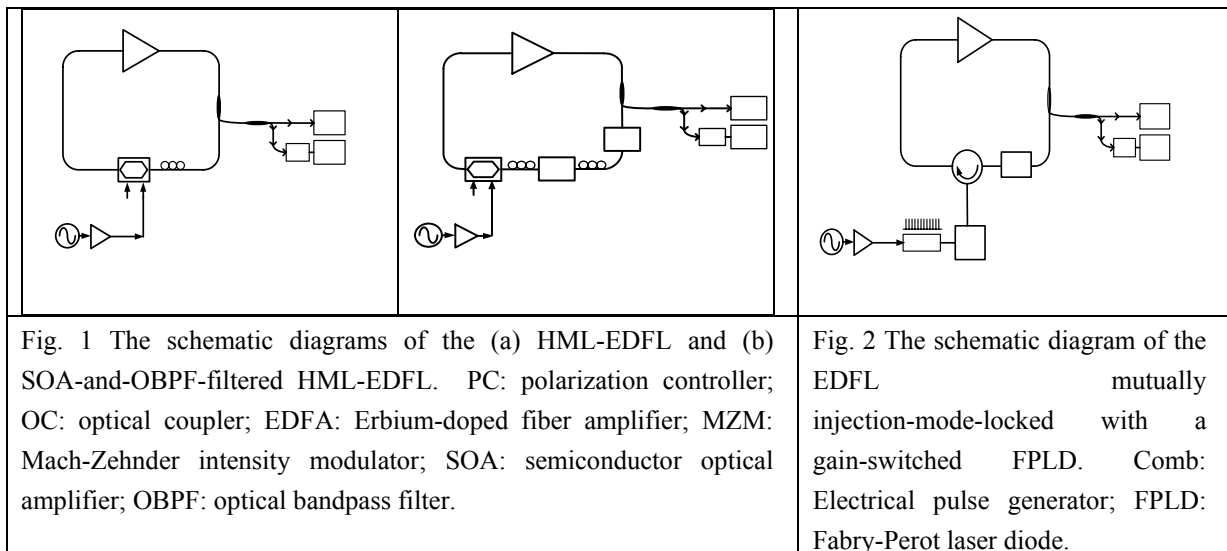 Fig. 1 The schematic diagrams of the (a) HML-EDFL and (b)
SOA-and-OBPF-filtered HML-EDFL. PC: polarization controller;
OC: optical coupler; EDFA: Erbium-doped fiber amplifier; MZM:
Mach-Zehnder intensity modulator; SOA: semiconductor optical
amplifier; OBPF: optical bandpass filter.
Fig. 2 The schematic diagram of the
EDFL mutually
injection-mode-locked with a
gain-switched FPLD. Comb:
Electrical pulse generator; FPLD:
Fabry-Perot laser diode.